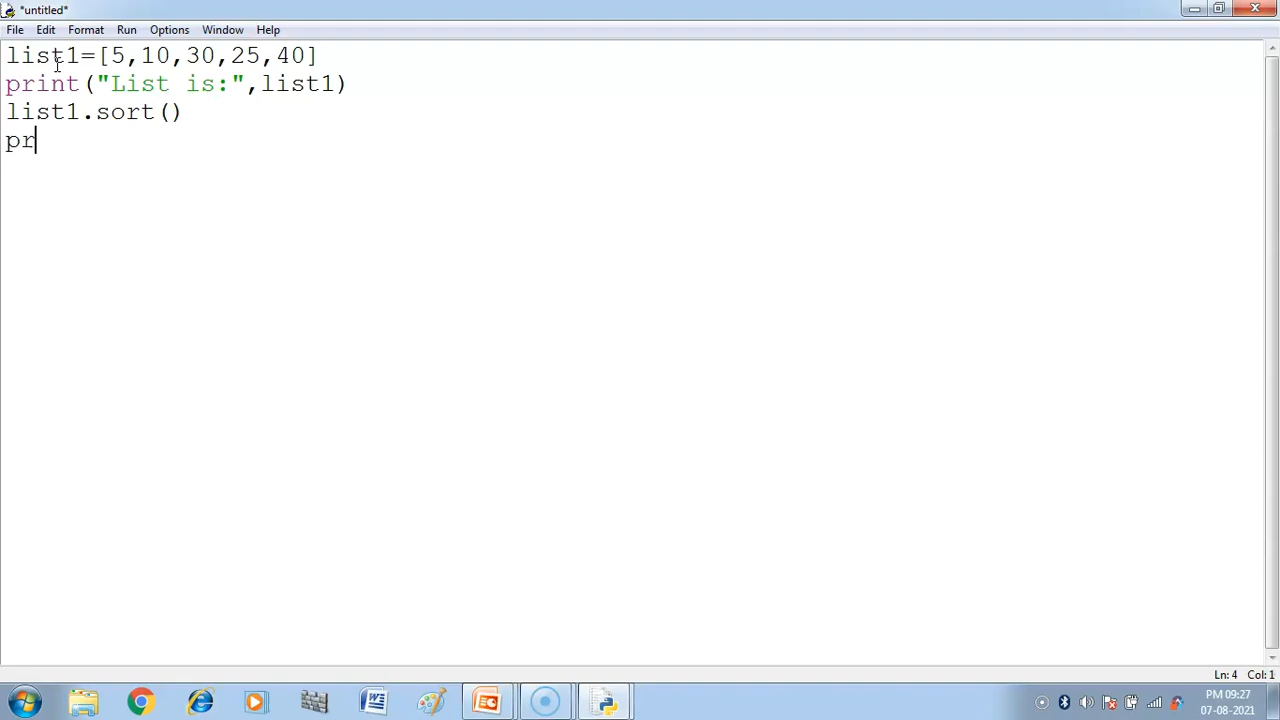 *untitled*
File Edit Format Run Options Window Help
list1=[5,10,30,25,40]
print("List is:",list1)
list1.sort()
pr
Ln: 4 Col: 1
PM 09:27
07-08-2021